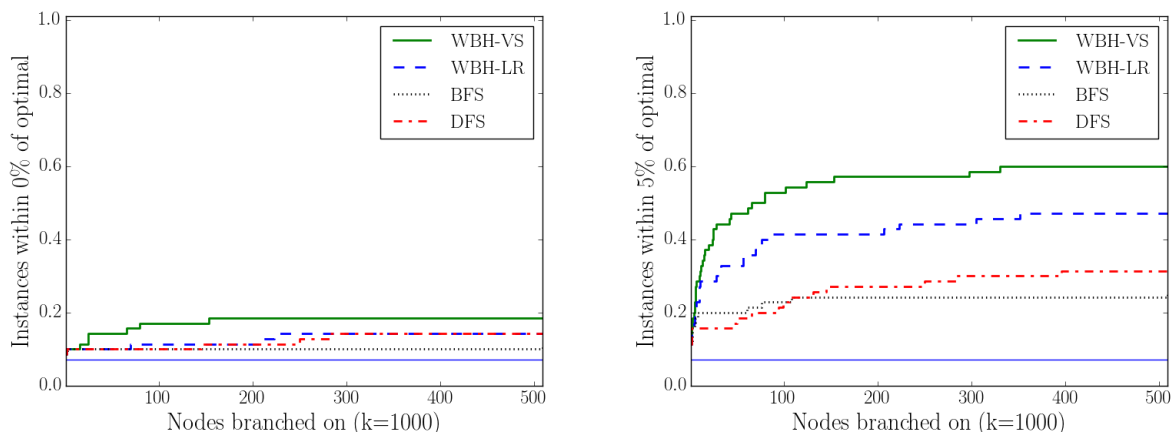 Instances within 0% of optimal
1.0
0.8
0.6
0.4
0.2
0.0
100
200
300
400
500
Nodes branched on (k=1000)
WBH-VS
WBH-LR
BFS
DFS
Instances within 5% of optimal
1.0
0.8
0.6
0.4
0.2
0.0
100
200
300
400
500
Nodes branched on (k=1000)
WBH-VS
WBH-LR
BFS
DFS